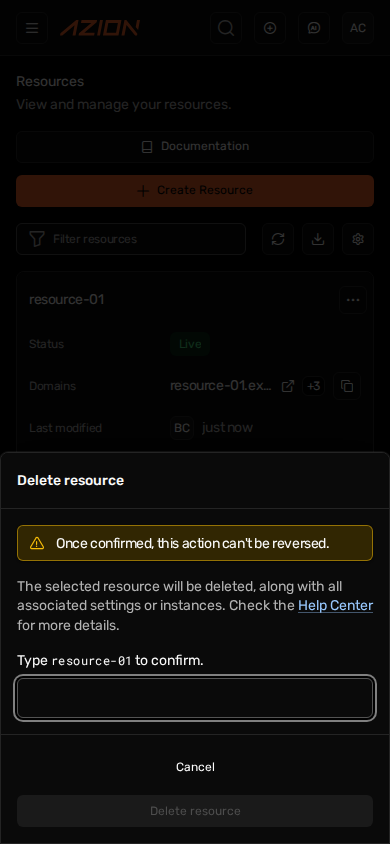 AZION
AI
AC
Resources
View and manage your resources.
Documentation
Create Resource
Filter resources
resource-01
Status
Live
Domains
resource-01.ex...
+3
Last modified
BC
just now
Delete resource
Once confirmed, this action can't be reversed.
The selected resource will be deleted, along with all
associated settings or instances. Check the Help Center
for more details.
Type resource-01 to confirm.
Cancel
Delete resource